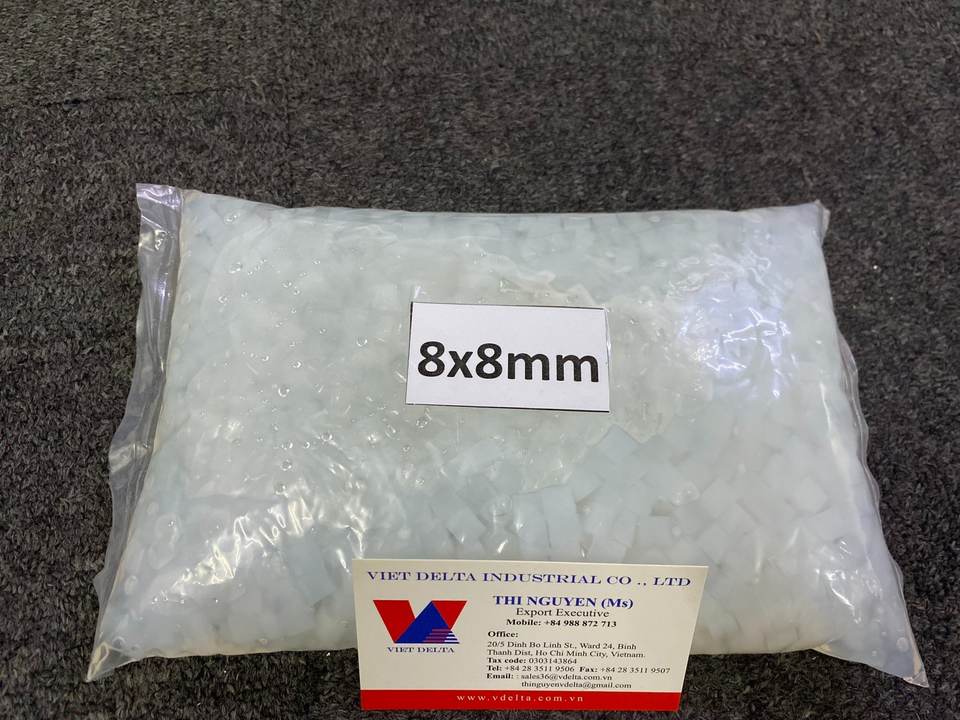 8x8mm
VIET DELTA INDUSTRIAL CO ., LTD
THI NGUYEN (Ms)
Export Executive
Mobile: +84 988 872 713
Office:
20/5 Dinh Bo Linh St., Ward 24, Binh
Thanh Dist, Ho Chi Minh City, Vietnam.
Tax code: 0303143864
Tel: +84 28 3511 9506 Fax: +84 28 3511 9507
Email: : sales36@vdelta.com.vn
thinguyenvdelta@gmail.com
VIET DELTA
www.vdelta.com.vn